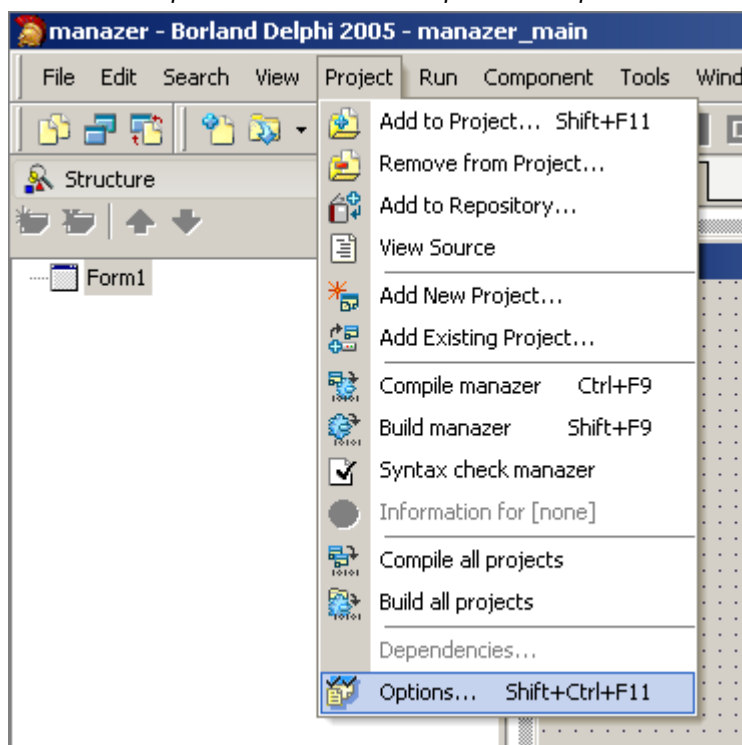 manazer - Borland Delphi 2005 - manazer_main
File Edit Search View Project Run Component Tools
Structure
Form1
Add to Project... Shift+F11
Remove from Project...
Add to Repository...
View Source
Add New Project...
Add Existing Project...
Compile manazer Ctrl+F9
Build manazer Shift+F9
Syntax check manazer
Information for [none]
Compile all projects
Build all projects
Dependencies...
Options... Shift+Ctrl+F11